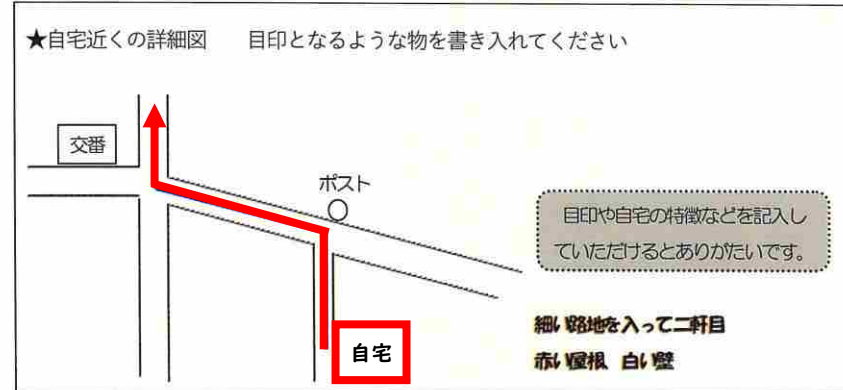 ★自宅近くの詳細図　目印となるような物を書き入れてください
交番
ポスト
目印や自宅の特徴などを記入し
ていただけるとありがたいです。
細い路地を入って二軒目
赤い屋根 白い壁
自宅